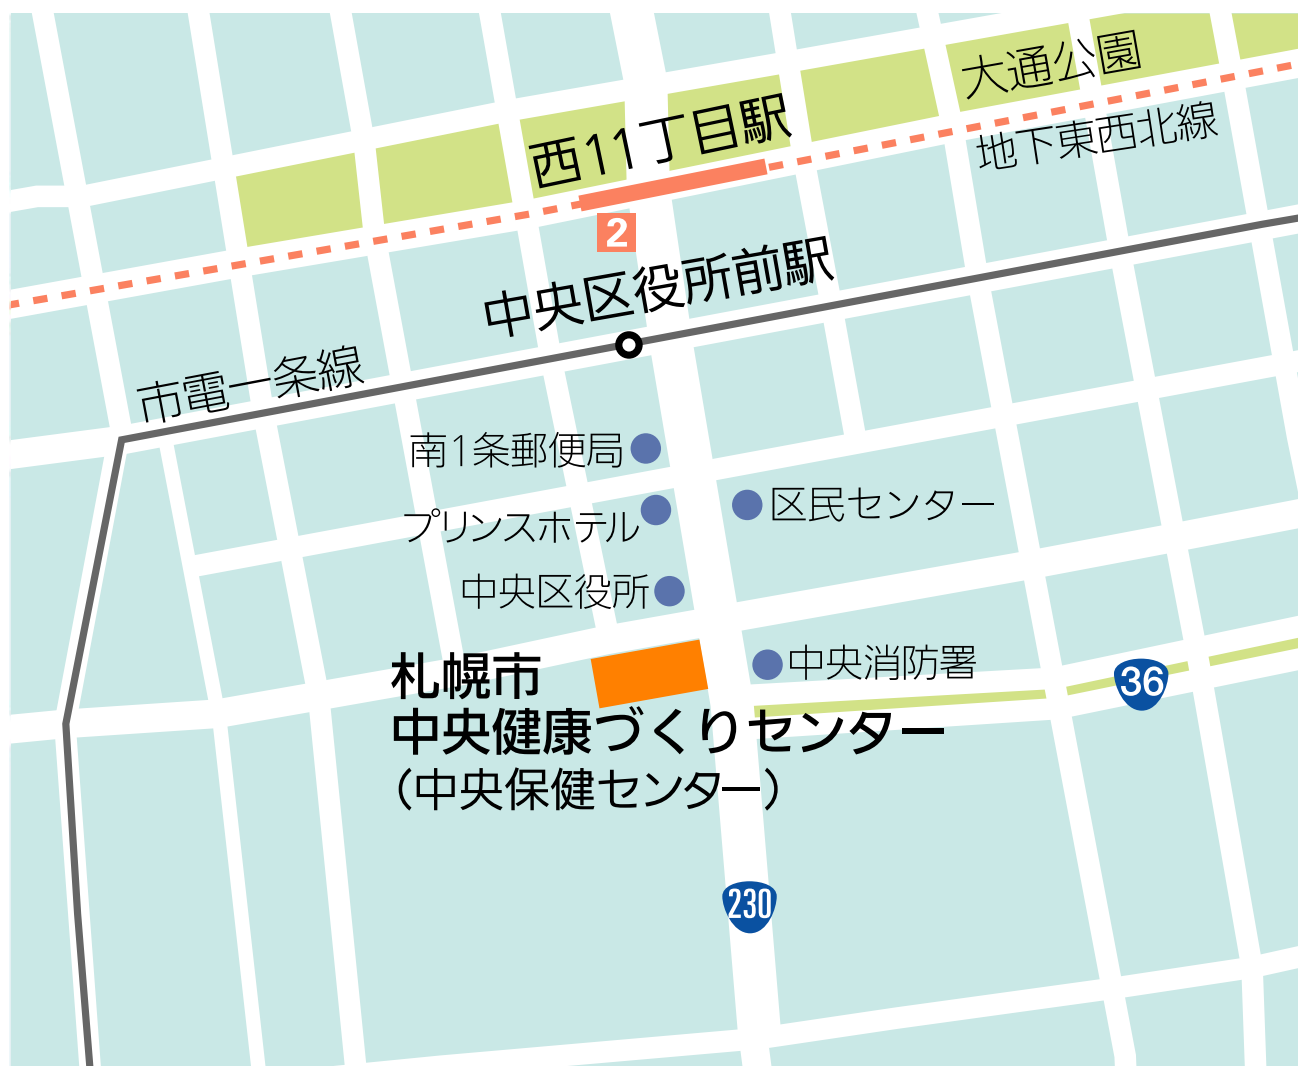 大通公園
西11丁目駅
地下東西北線
2
中央区役所前駅
市電一条線
南1条郵便局
区民センター
プリンスホテル
中央区役所
中央消防署
36
札幌市
中央健康づくりセンター
（中央保健センター）
230